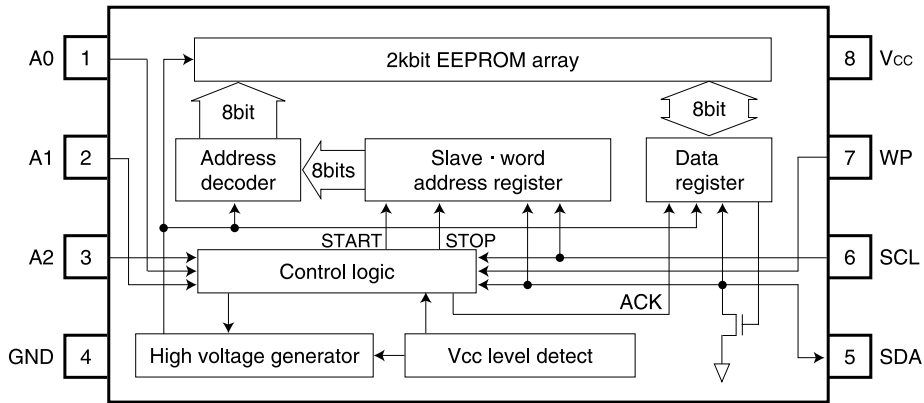 A0 1
2kbit EEPROM array
8 Vcc
8bit
8bit
A1 2
Address
decoder
8bits
Slave · word
address register
Data
register
7 WP
START
STOP
A2 3
Control logic
6 SCL
ACK
GND 4
High voltage generator
Vcc level detect
5 SDA